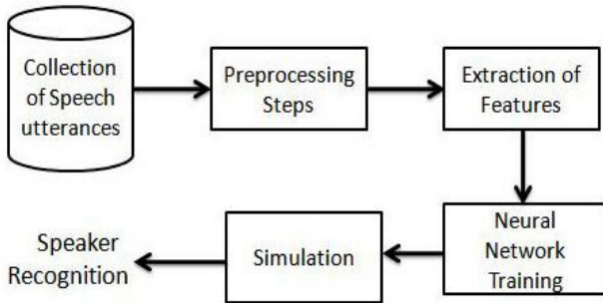 Collection
of Speech
utterances
Preprocessing
Steps
Extraction of
Features
Neural
Network
Training
Simulation
Speaker
Recognition